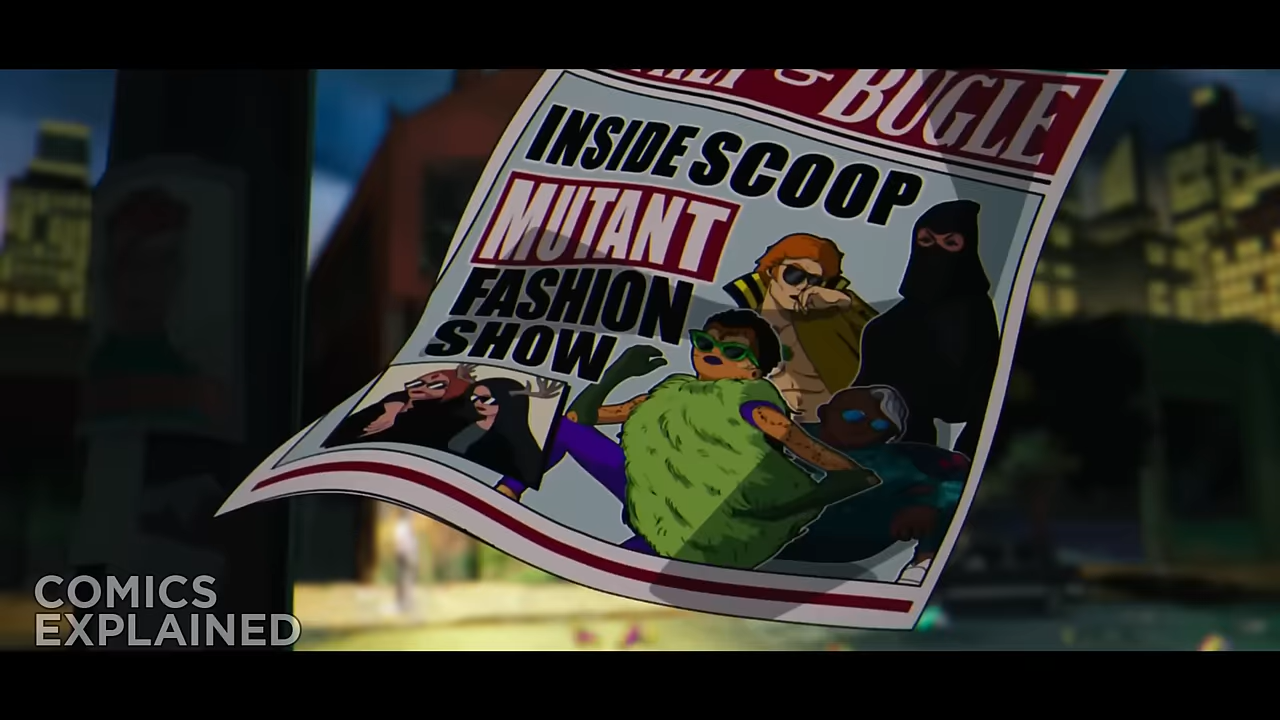 & BUGLE
INSIDE SCOOP
MUTANT
FASHION
SHOW
COMICS
EXPLAINED